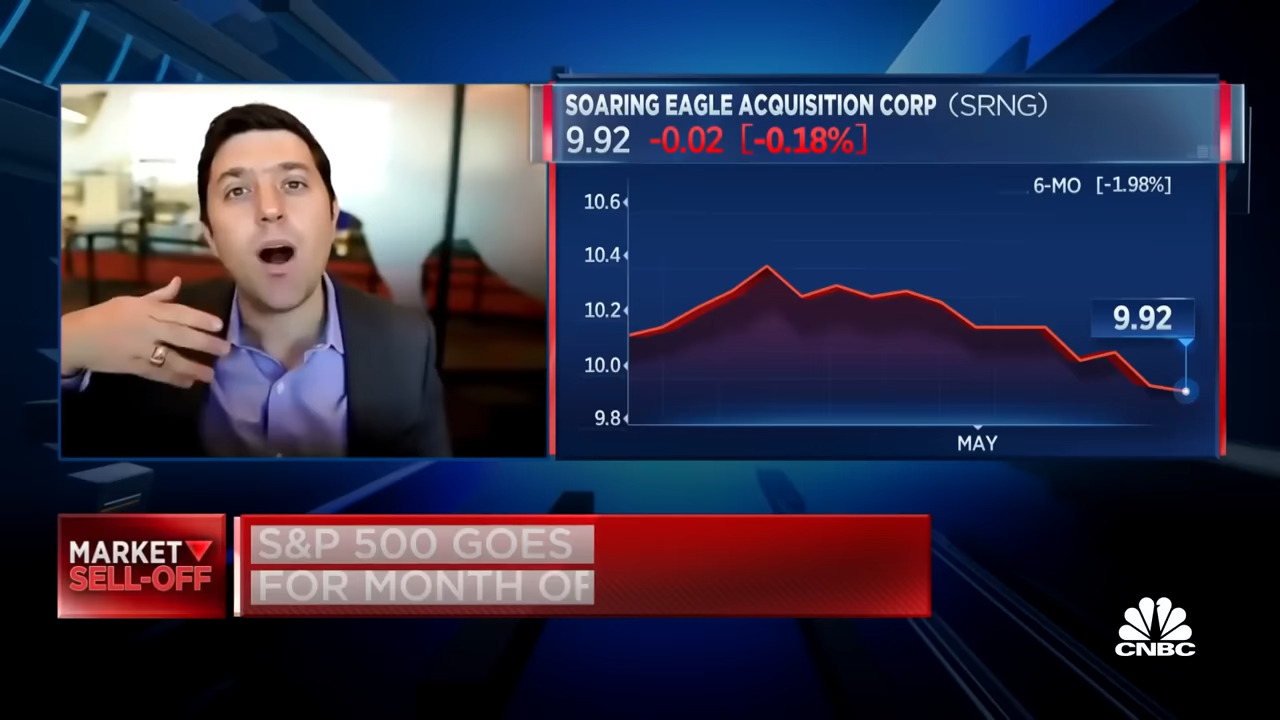 SOARING EAGLE ACQUISITION CORP (SRNG)
9.92 -0.02 [-0.18%]
6-MO [-1.98%]
10.6
10.4
10.2
10.0
9.8
9.92
MAY
MARKET
SELL-OFF
S&P 500 GOES
FOR MONTH OF
CNBC